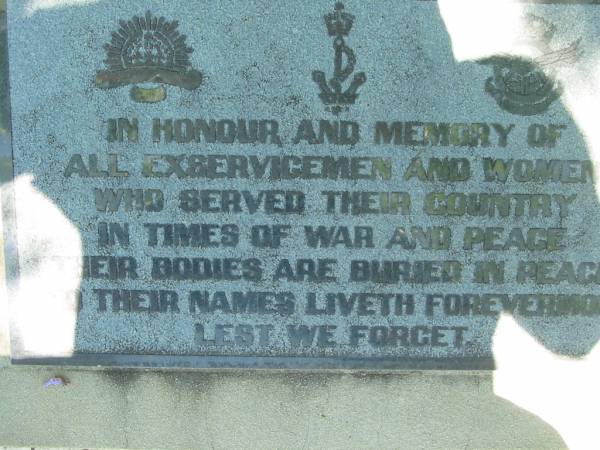 IN HONOUR AND MEMORY OF
ALL EXSERVICEMEN AND WOMEN
WHO SERVED THEIR COUNTRY
IN TIMES OF WAR AND PEACE
THEIR BODIES ARE BURIED IN PEACE
THEIR NAMES LIVETH FOREVERMO
LEST WE FORGET.